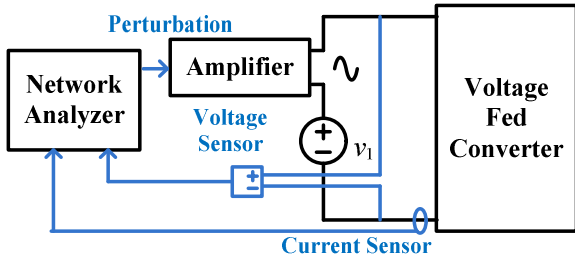 Perturbation
Network
Analyzer
Amplifier
Voltage
Sensor
v1
Voltage
Fed
Converter
Current Sensor